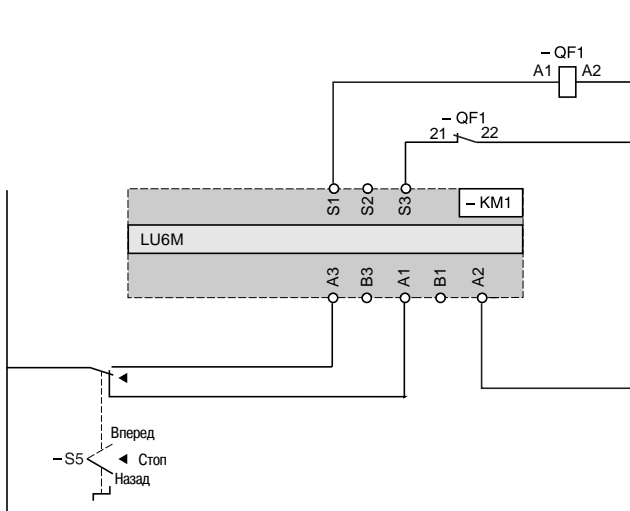 – QF1
A1 A2
– QF1
21 22
S1 S2 S3
– KM1
LU6M
A3 B3 A1 B1 A2
Вперед
– S5
Стоп
Назад